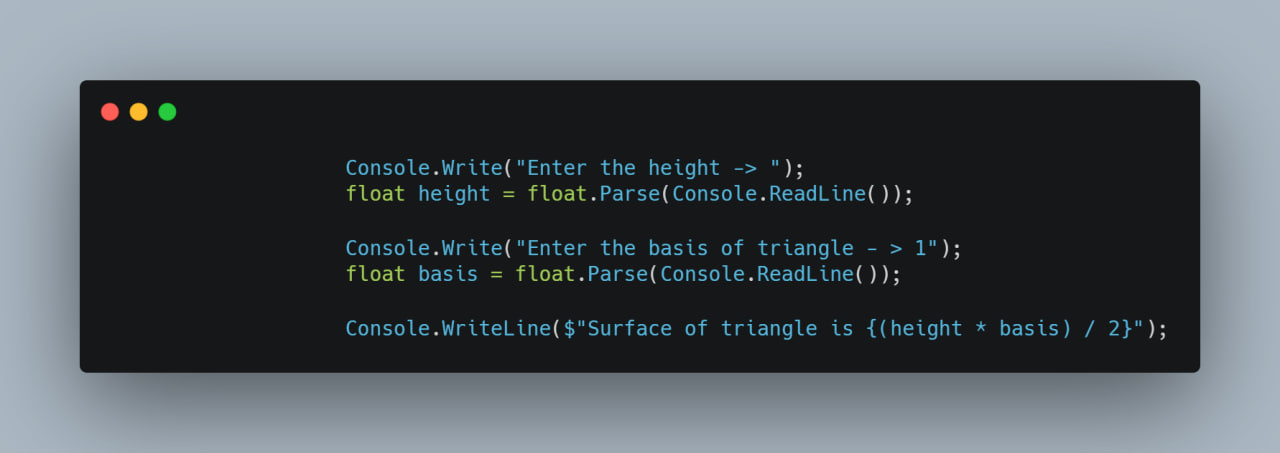 Console.Write("Enter the height -> ");
float height = float.Parse(Console.ReadLine());
Console.Write("Enter the basis of triangle - > 1");
float basis = float.Parse(Console.ReadLine());
Console.WriteLine($"Surface of triangle is {(height * basis) / 2}");